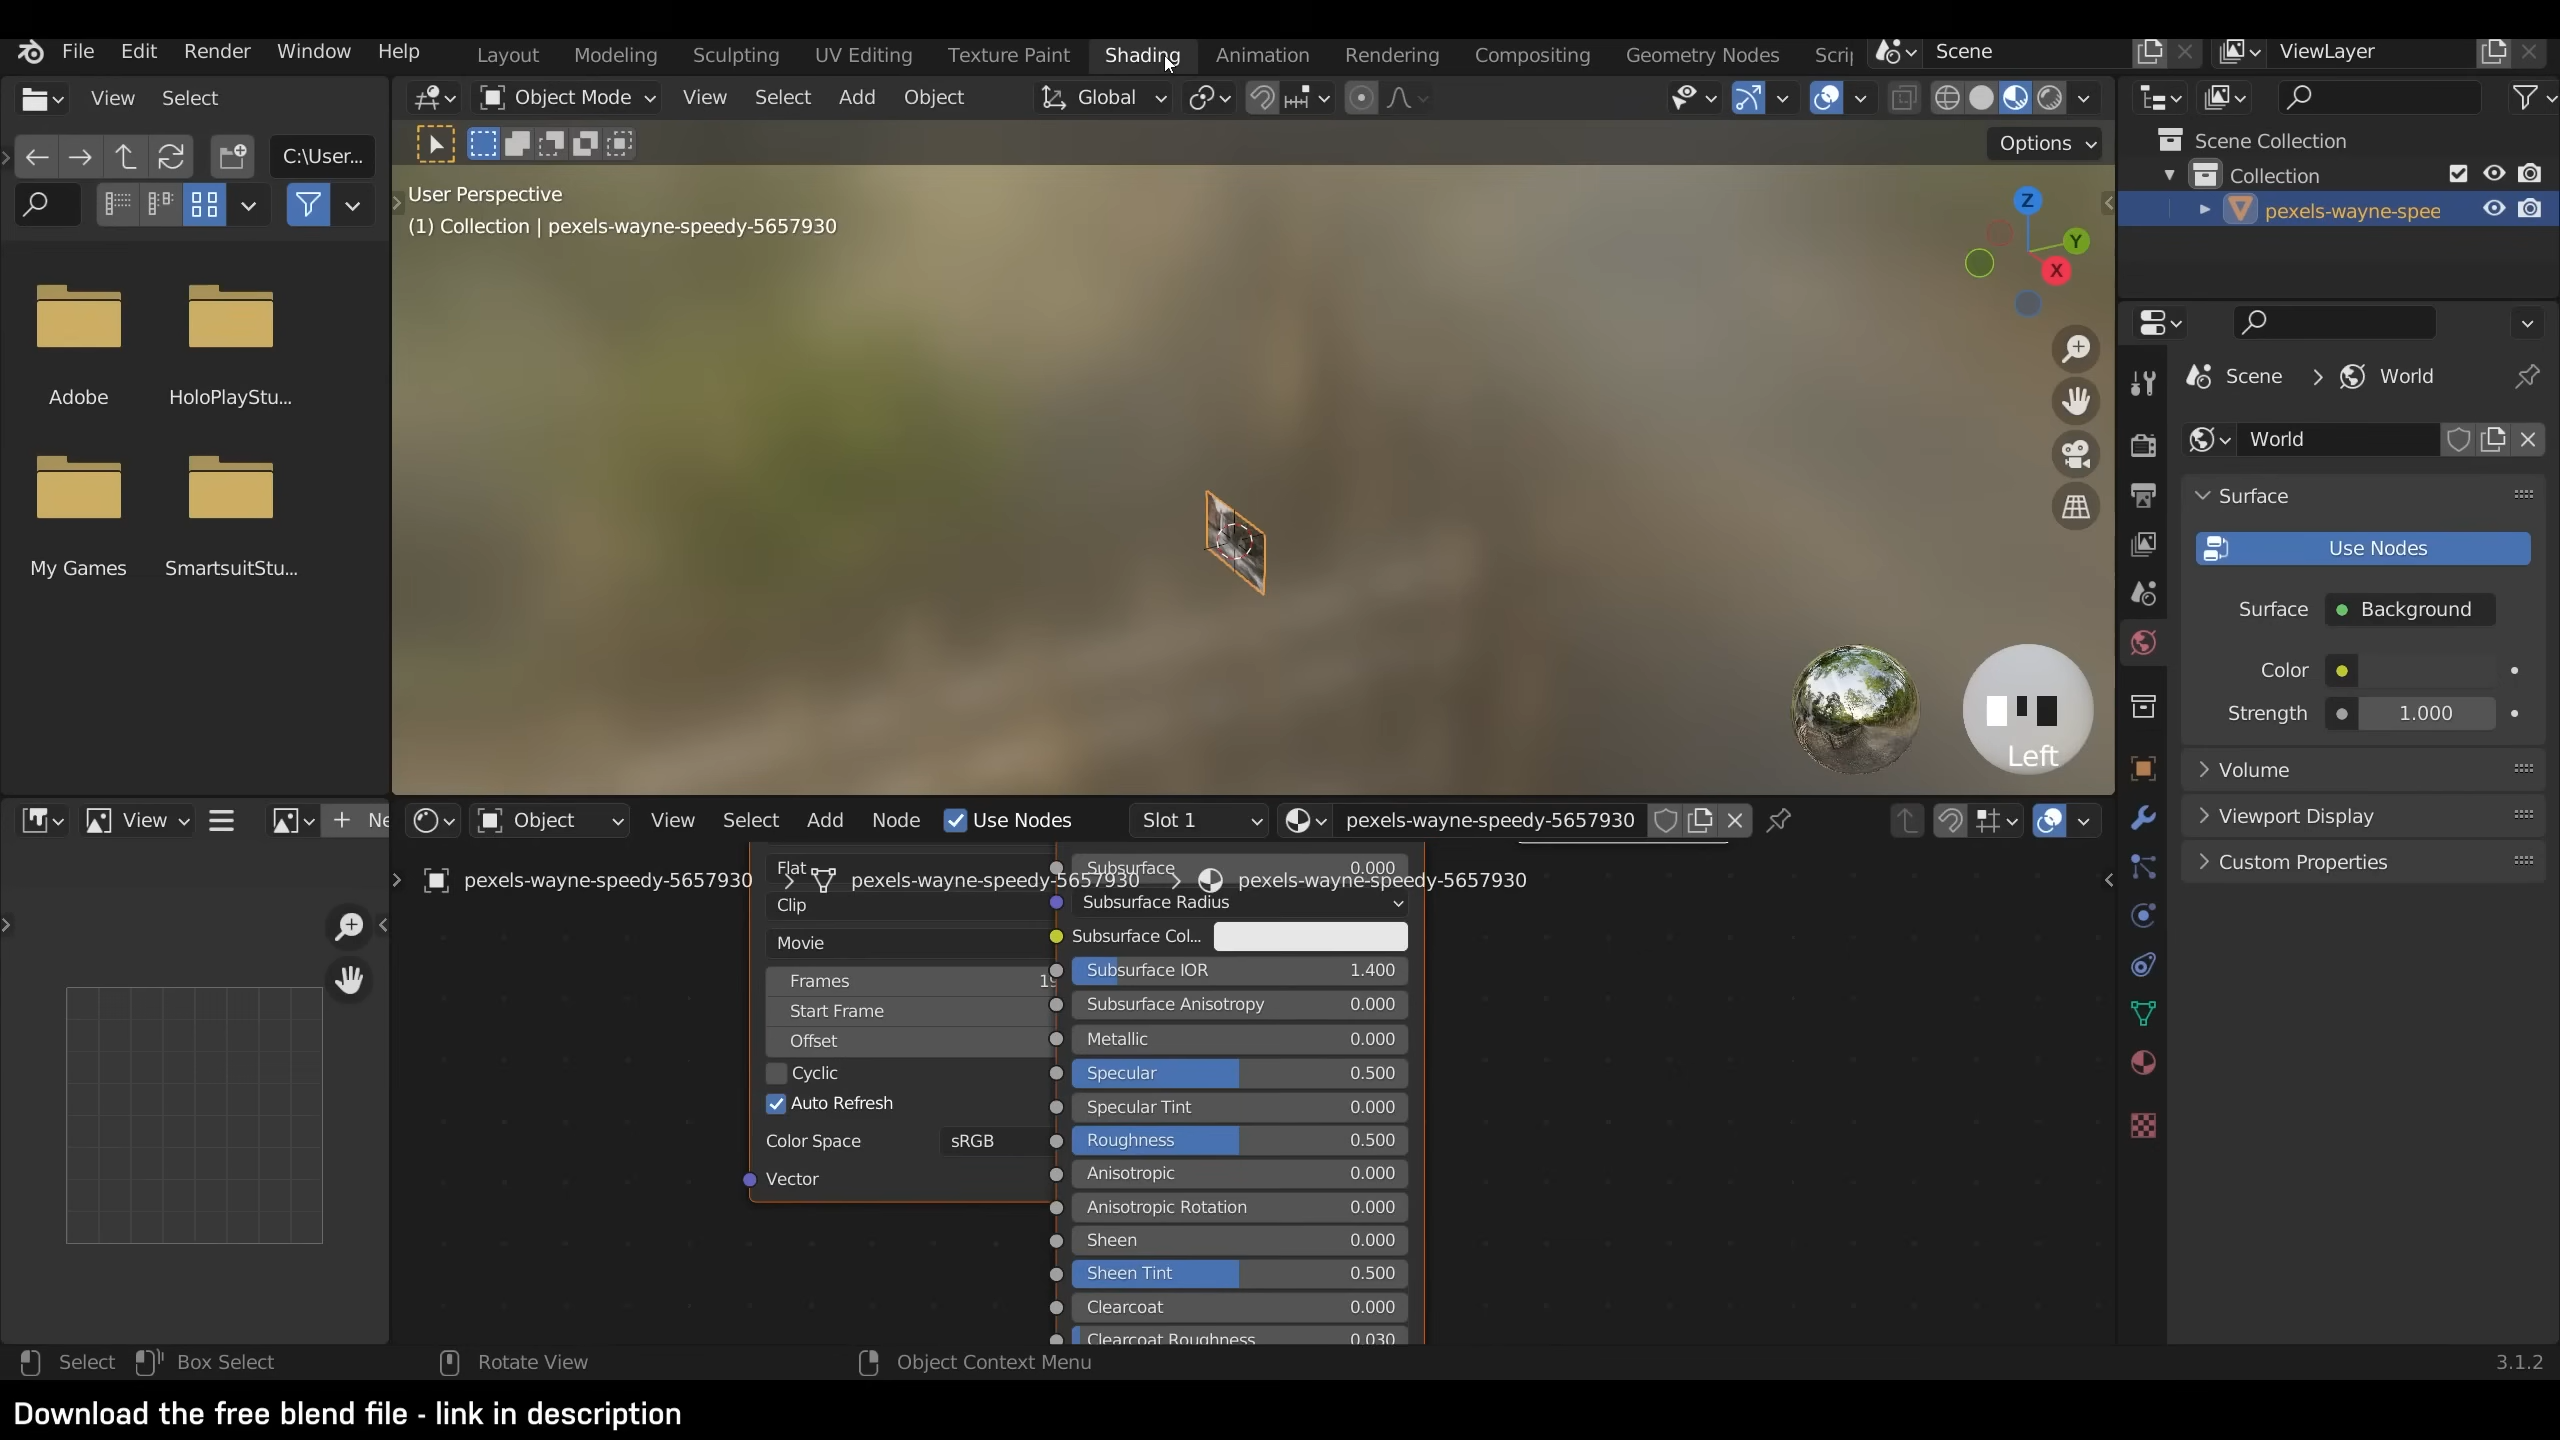 File Edit Render Window Help Layout Modeling Sculpting UV Editing Texture Paint Shading Animation Rendering Compositing Geometry Nodes Scene ViewLayer
View Select Object Mode View Select Add Object Global
C:\User... Options
User Perspective
(1) Collection | pexels-wayne-speedy-5657930
Z
Y
X
Adobe HoloPlayStu...
My Games SmartsuitStu...
Left
Scene Collection
Collection
pexels-wayne-spee
Scene > World
World
Surface
Use Nodes
Surface Background
Color
Strength 1.000
Volume
Viewport Display
Custom Properties
View
Object View Select Add Node Use Nodes Slot 1 pexels-wayne-speedy-5657930
pexels-wayne-speedy-5657930 > pexels-wayne-speedy-5657930 > pexels-wayne-speedy-5657930
Flat
Clip
Movie
Frames
Start Frame
Offset
Cyclic
Auto Refresh
Color Space sRGB
Vector
Subsurface 0.000
Subsurface Radius
Subsurface Col...
Subsurface IOR 1.400
Subsurface Anisotropy 0.000
Metallic 0.000
Specular 0.500
Specular Tint 0.000
Roughness 0.500
Anisotropic 0.000
Anisotropic Rotation 0.000
Sheen 0.000
Sheen Tint 0.500
Clearcoat 0.000
Clearcoat Roughness 0.030
Select Box Select Rotate View Object Context Menu 3.1.2
Download the free blend file - link in description